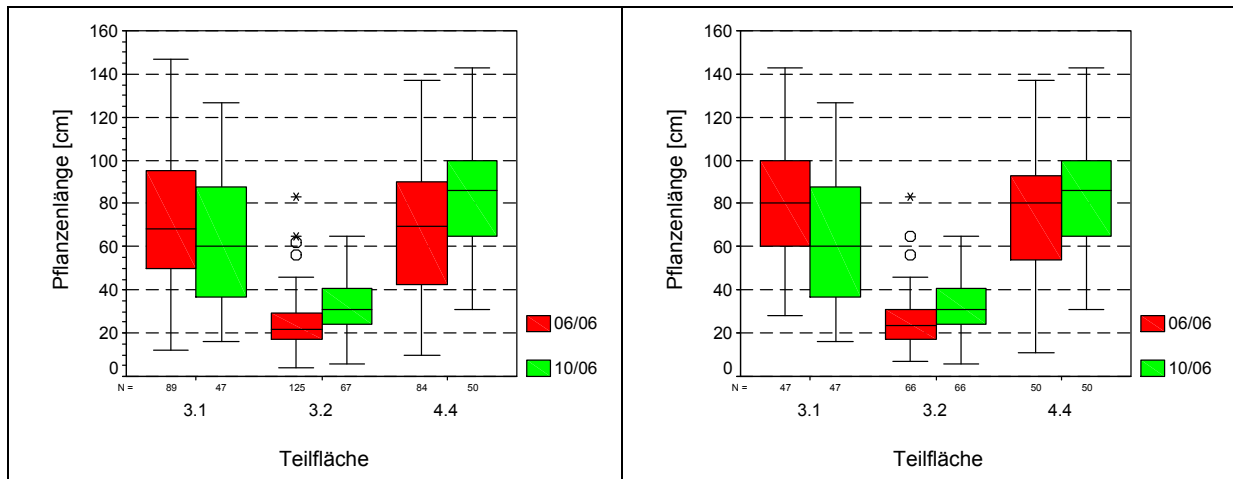 160
140
120
100
80
60
40
20
0
Pflanzenlänge [cm]
N = 89 47 125 67 84 50
3.1 3.2 4.4
Teilfläche
06/06
10/06
160
140
120
100
80
60
40
20
0
Pflanzenlänge [cm]
N = 47 47 66 66 50 50
3.1 3.2 4.4
Teilfläche
06/06
10/06